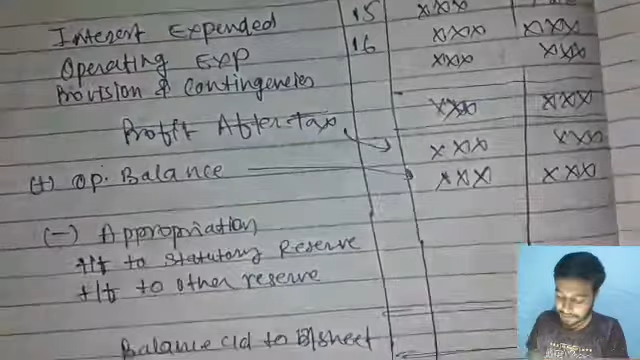 Interest Expended 15 xxx
Operating Exp 16 xxx xxx
Provision & Contingencies xxx xxx
Profit After Tax xxx xxx
xxx xxx
(+) Op. Balance xxx xxx
(-) Appropriation
t/f to Statutory Reserve
t/f to other reserve
Balance c/d to B/sheet